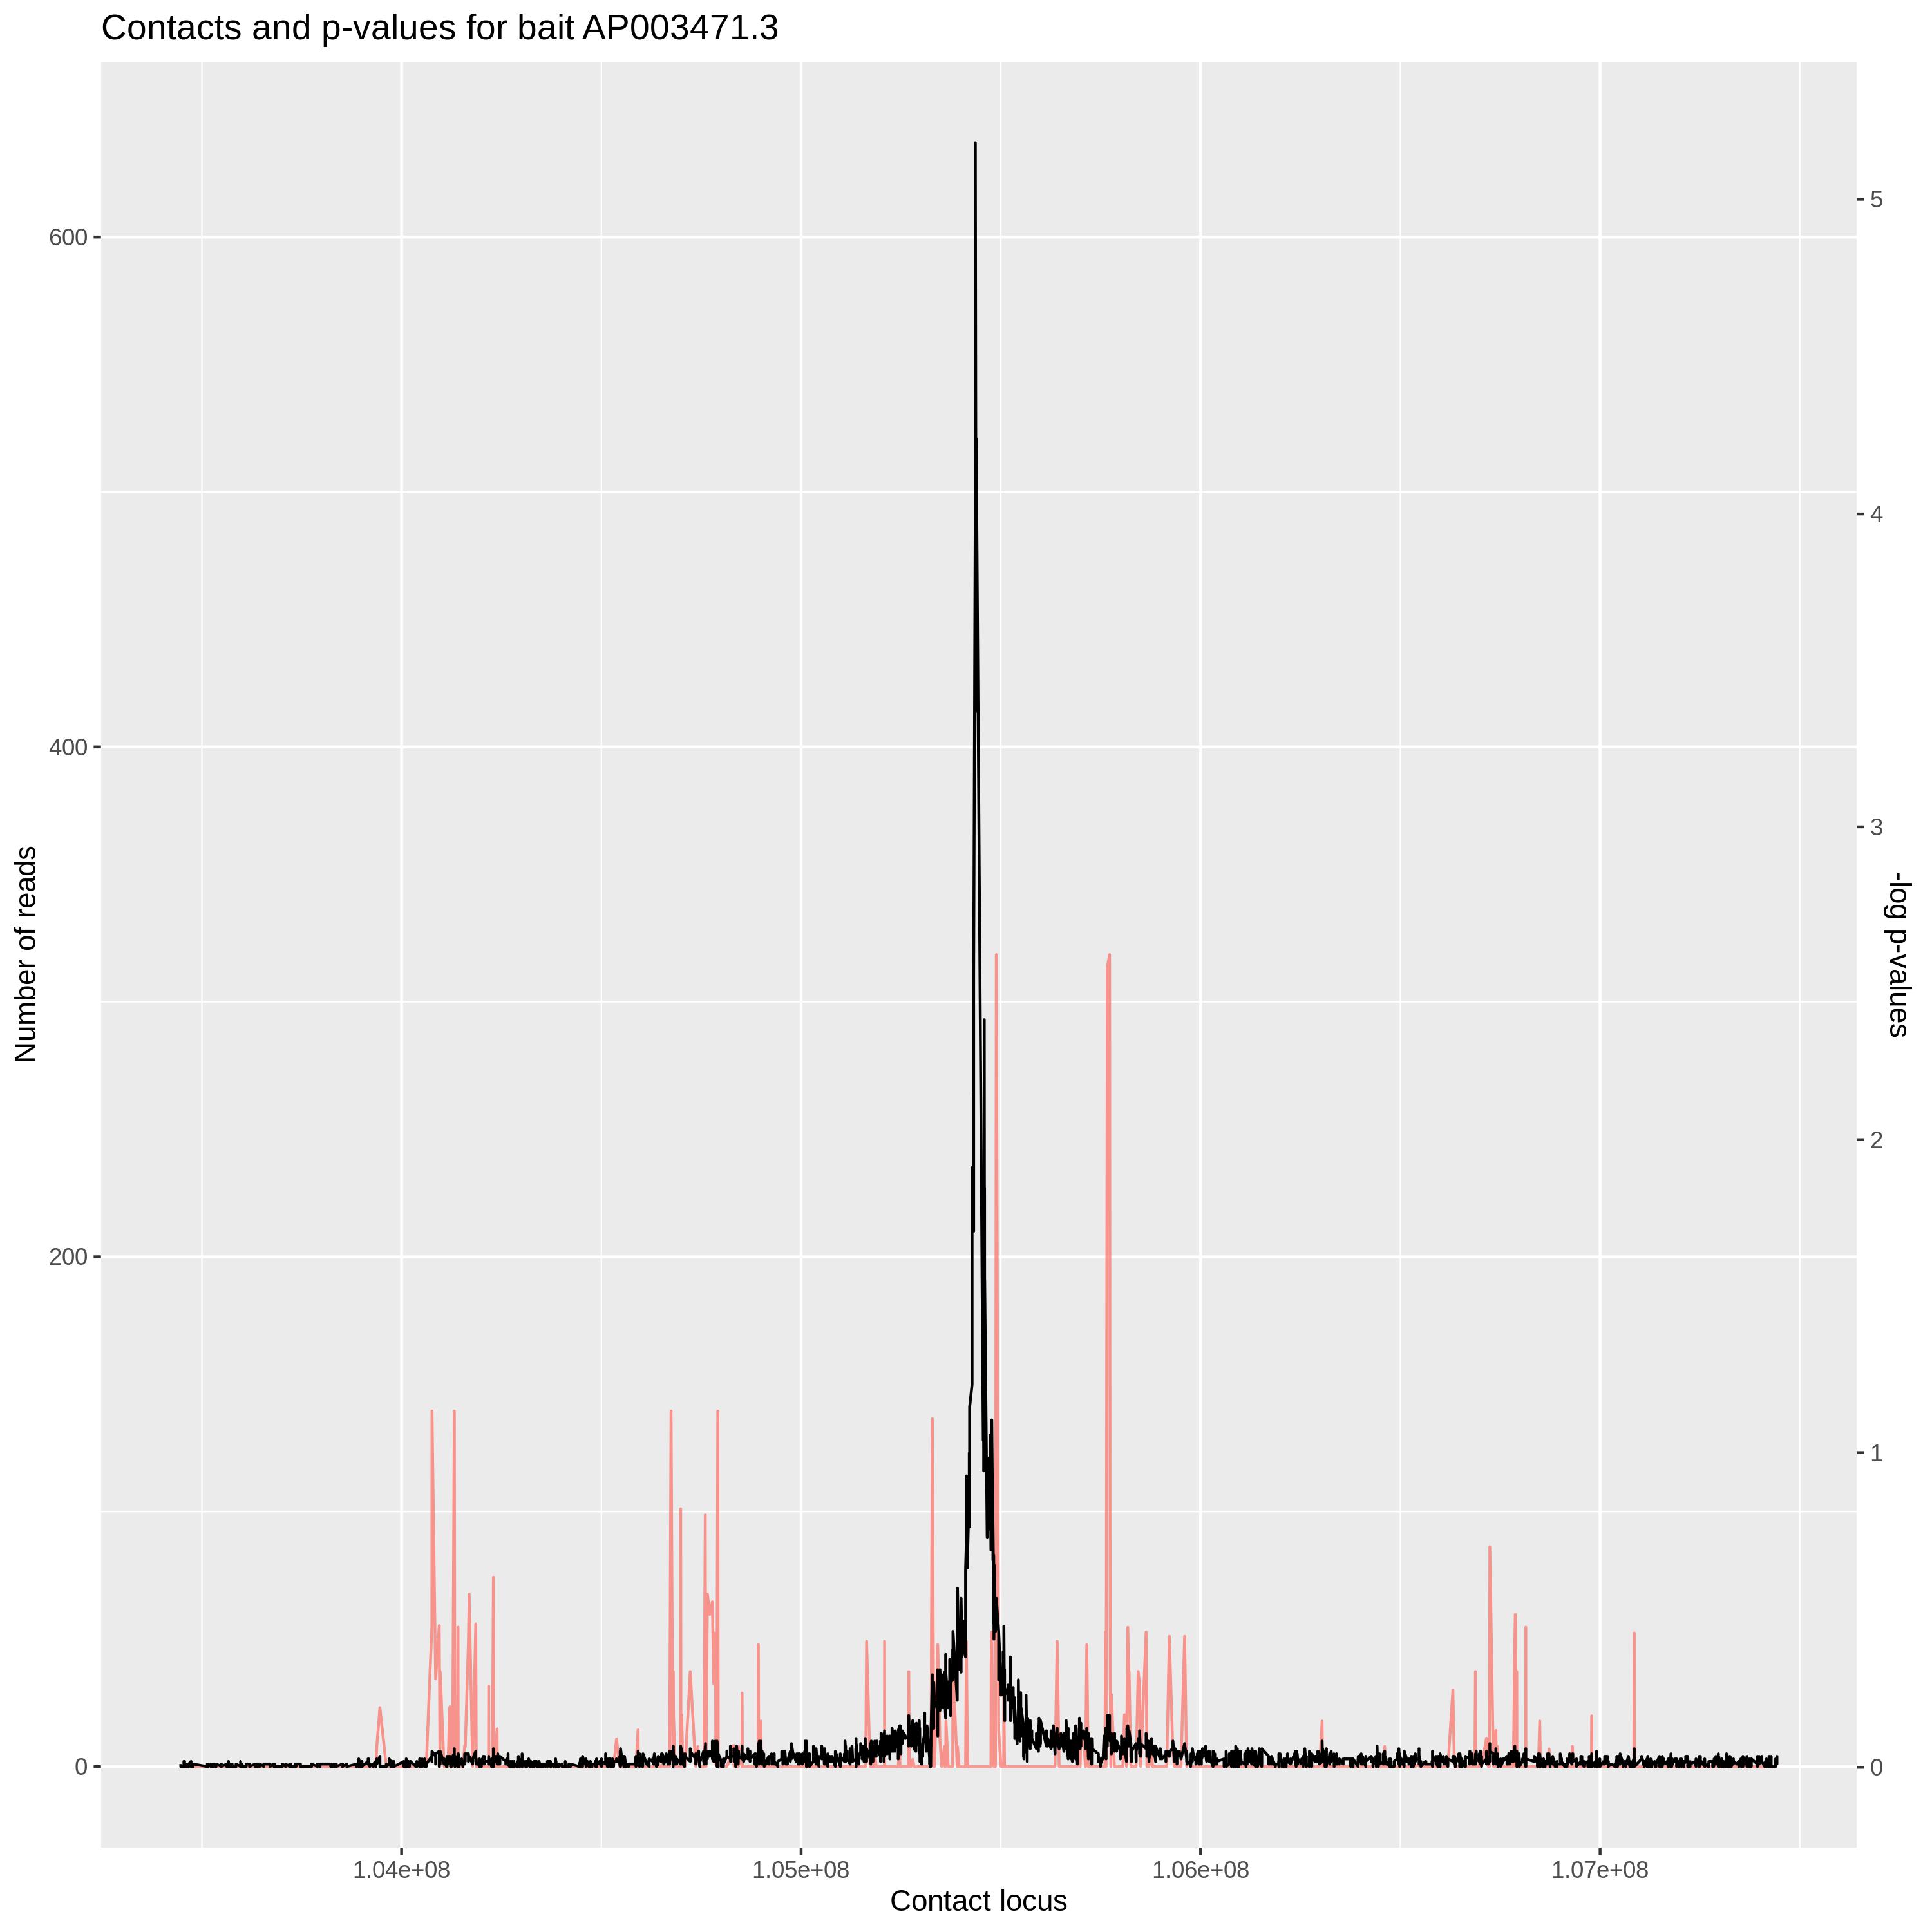 Contacts and p-values for bait AP003471.3
Number of reads
600
400
200
0
5
4
3
2
1
0
-log p-values
1.04e+08
1.05e+08
1.06e+08
1.07e+08
Contact locus